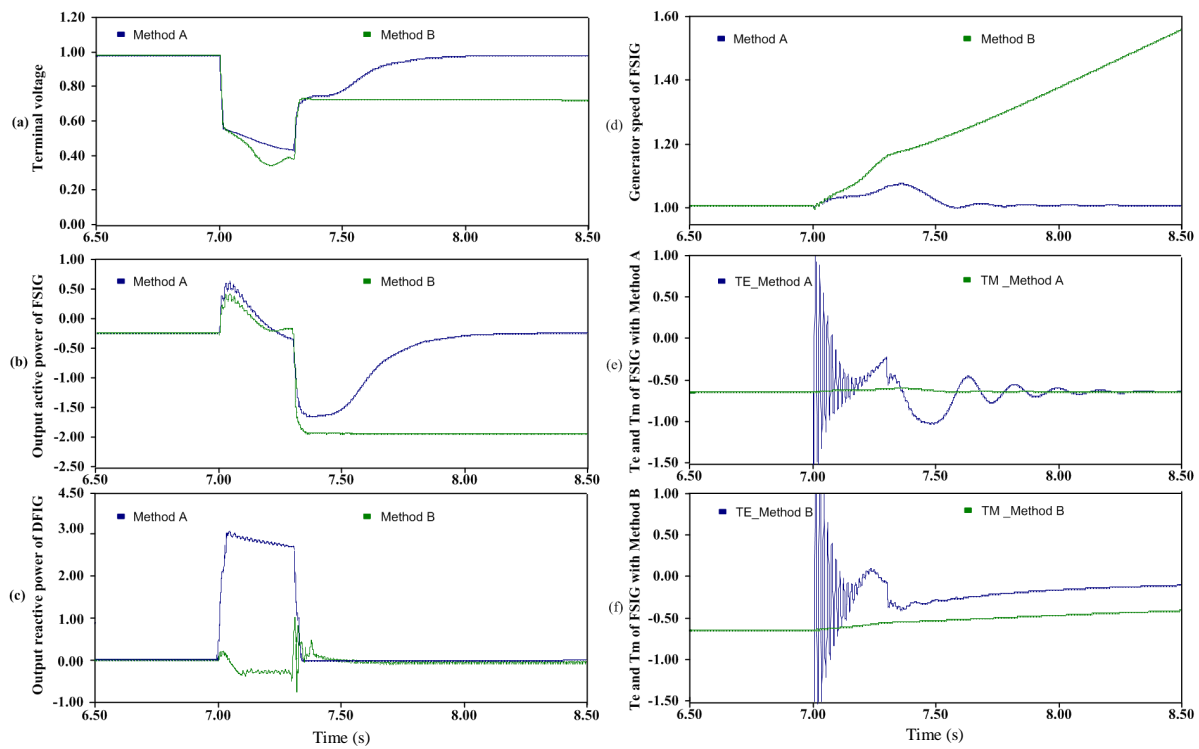 (a)
Terminal voltage
1.20
1.00
0.80
0.60
0.40
0.20
0.00
Method A
Method B
6.50
7.00
7.50
8.00
8.50
(b)
Output active power of FSIG
1.00
0.50
0.00
-0.50
-1.00
-1.50
-2.00
-2.50
Method A
Method B
6.50
7.00
7.50
8.00
8.50
(c)
Output reactive power of DFIG
4.50
3.00
2.00
1.00
0.00
-1.00
Method A
Method B
6.50
7.00
7.50
8.00
8.50
Time (s)
(d)
Generator speed of FSIG
1.60
1.40
1.20
1.00
Method A
Method B
6.50
7.00
7.50
8.00
8.50
(e)
Te and Tm of FSIG with Method A
1.00
0.50
0.00
-0.50
-1.00
-1.50
TE_Method A
TM _Method A
6.50
7.00
7.50
8.00
8.50
(f)
Te and Tm of FSIG with Method B
1.00
0.00
-0.50
-1.00
-1.50
TE_Method B
TM _Method B
6.50
7.00
7.50
8.00
8.50
Time (s)